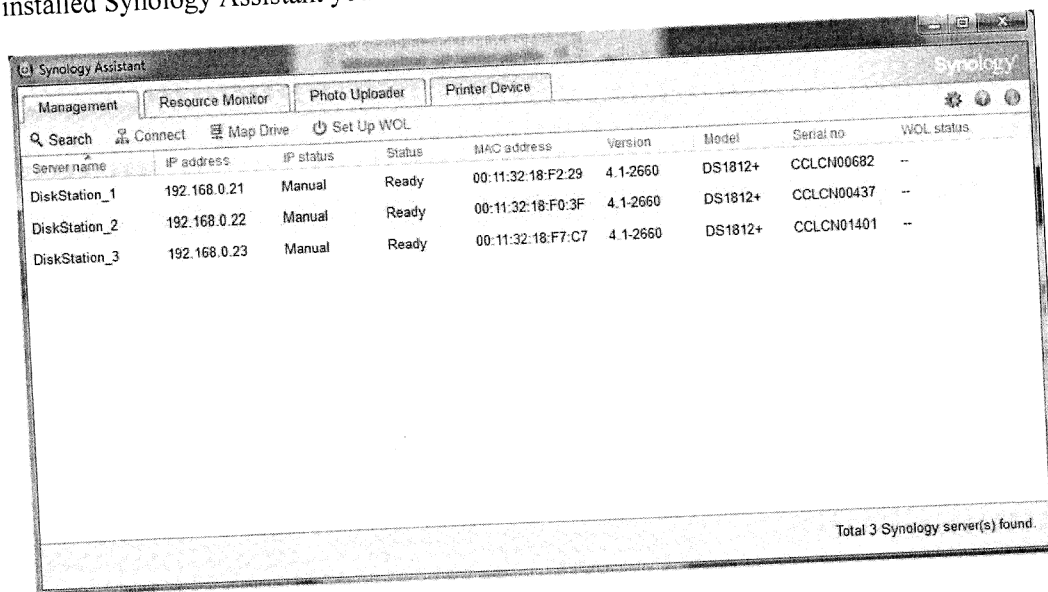 installed Synology Assistant
Synology Assistant
Synology
Management Resource Monitor Photo Uploader Printer Device
Search Connect Map Drive Set Up WOL
Server name IP address IP status Status MAC address Version Model Serial no WOL status
DiskStation_1 192.168.0.21 Manual Ready 00:11:32:18:F2:29 4.1-2660 DS1812+ CCLCN00682 --
DiskStation_2 192.168.0.22 Manual Ready 00:11:32:18:F0:3F 4.1-2660 DS1812+ CCLCN00437 --
DiskStation_3 192.168.0.23 Manual Ready 00:11:32:18:F7:C7 4.1-2660 DS1812+ CCLCN01401 --
Total 3 Synology server(s) found.